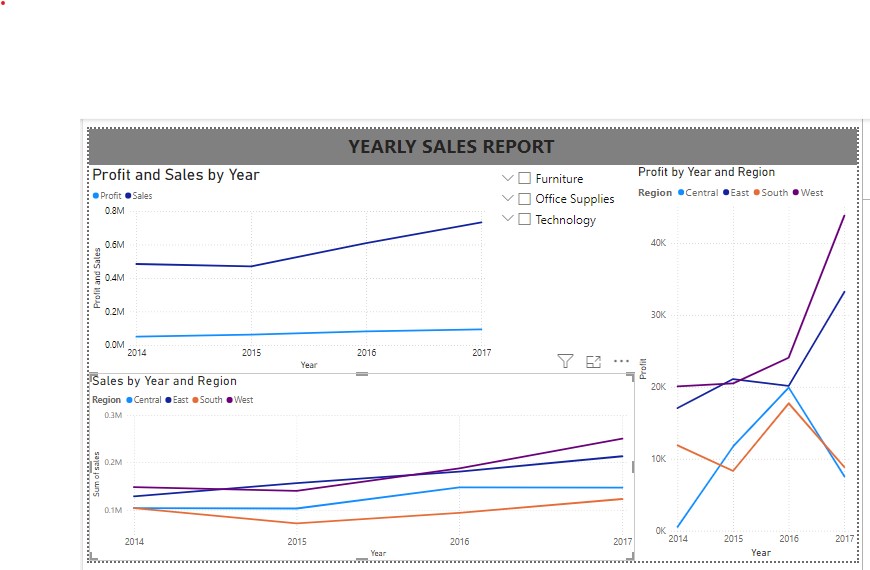 YEARLY SALES REPORT
Profit and Sales by Year
Profit Sales
0.8M
0.6M
0.4M
0.2M
0.0M
Profit and Sales
2014 2015 2016 2017
Year
Furniture
Office Supplies
Technology
Profit by Year and Region
Region Central East South West
40K
30K
20K
10K
0K
Profit
2014 2015 2016 2017
Year
Sales by Year and Region
Region Central East South West
0.3M
0.2M
0.1M
Sum of sales
2014 2015 2016 2017
Year